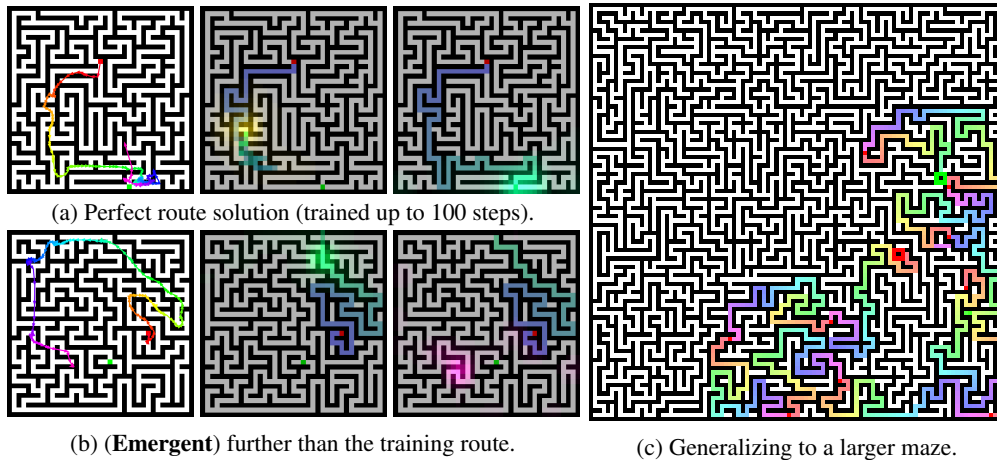 (a) Perfect route solution (trained up to 100 steps).
(b) (Emergent) further than the training route.
(c) Generalizing to a larger maze.